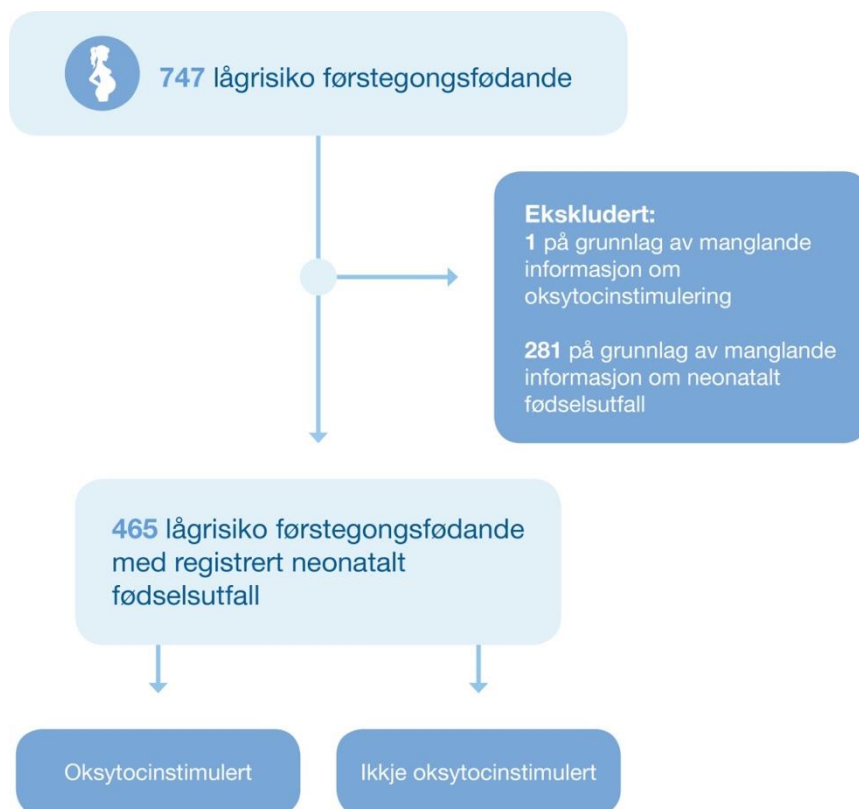 747 lågrisiko førstegongsfødande
Ekskludert:
1 på grunnlag av manglande
informasjon om
oksytocinstimulering
281 på grunnlag av manglande
informasjon om neonatalt
fødselsutfall
465 lågrisiko førstegongsfødande
med registrert neonatalt
fødselsutfall
Oksytocinstimulert
Ikkje oksytocinstimulert